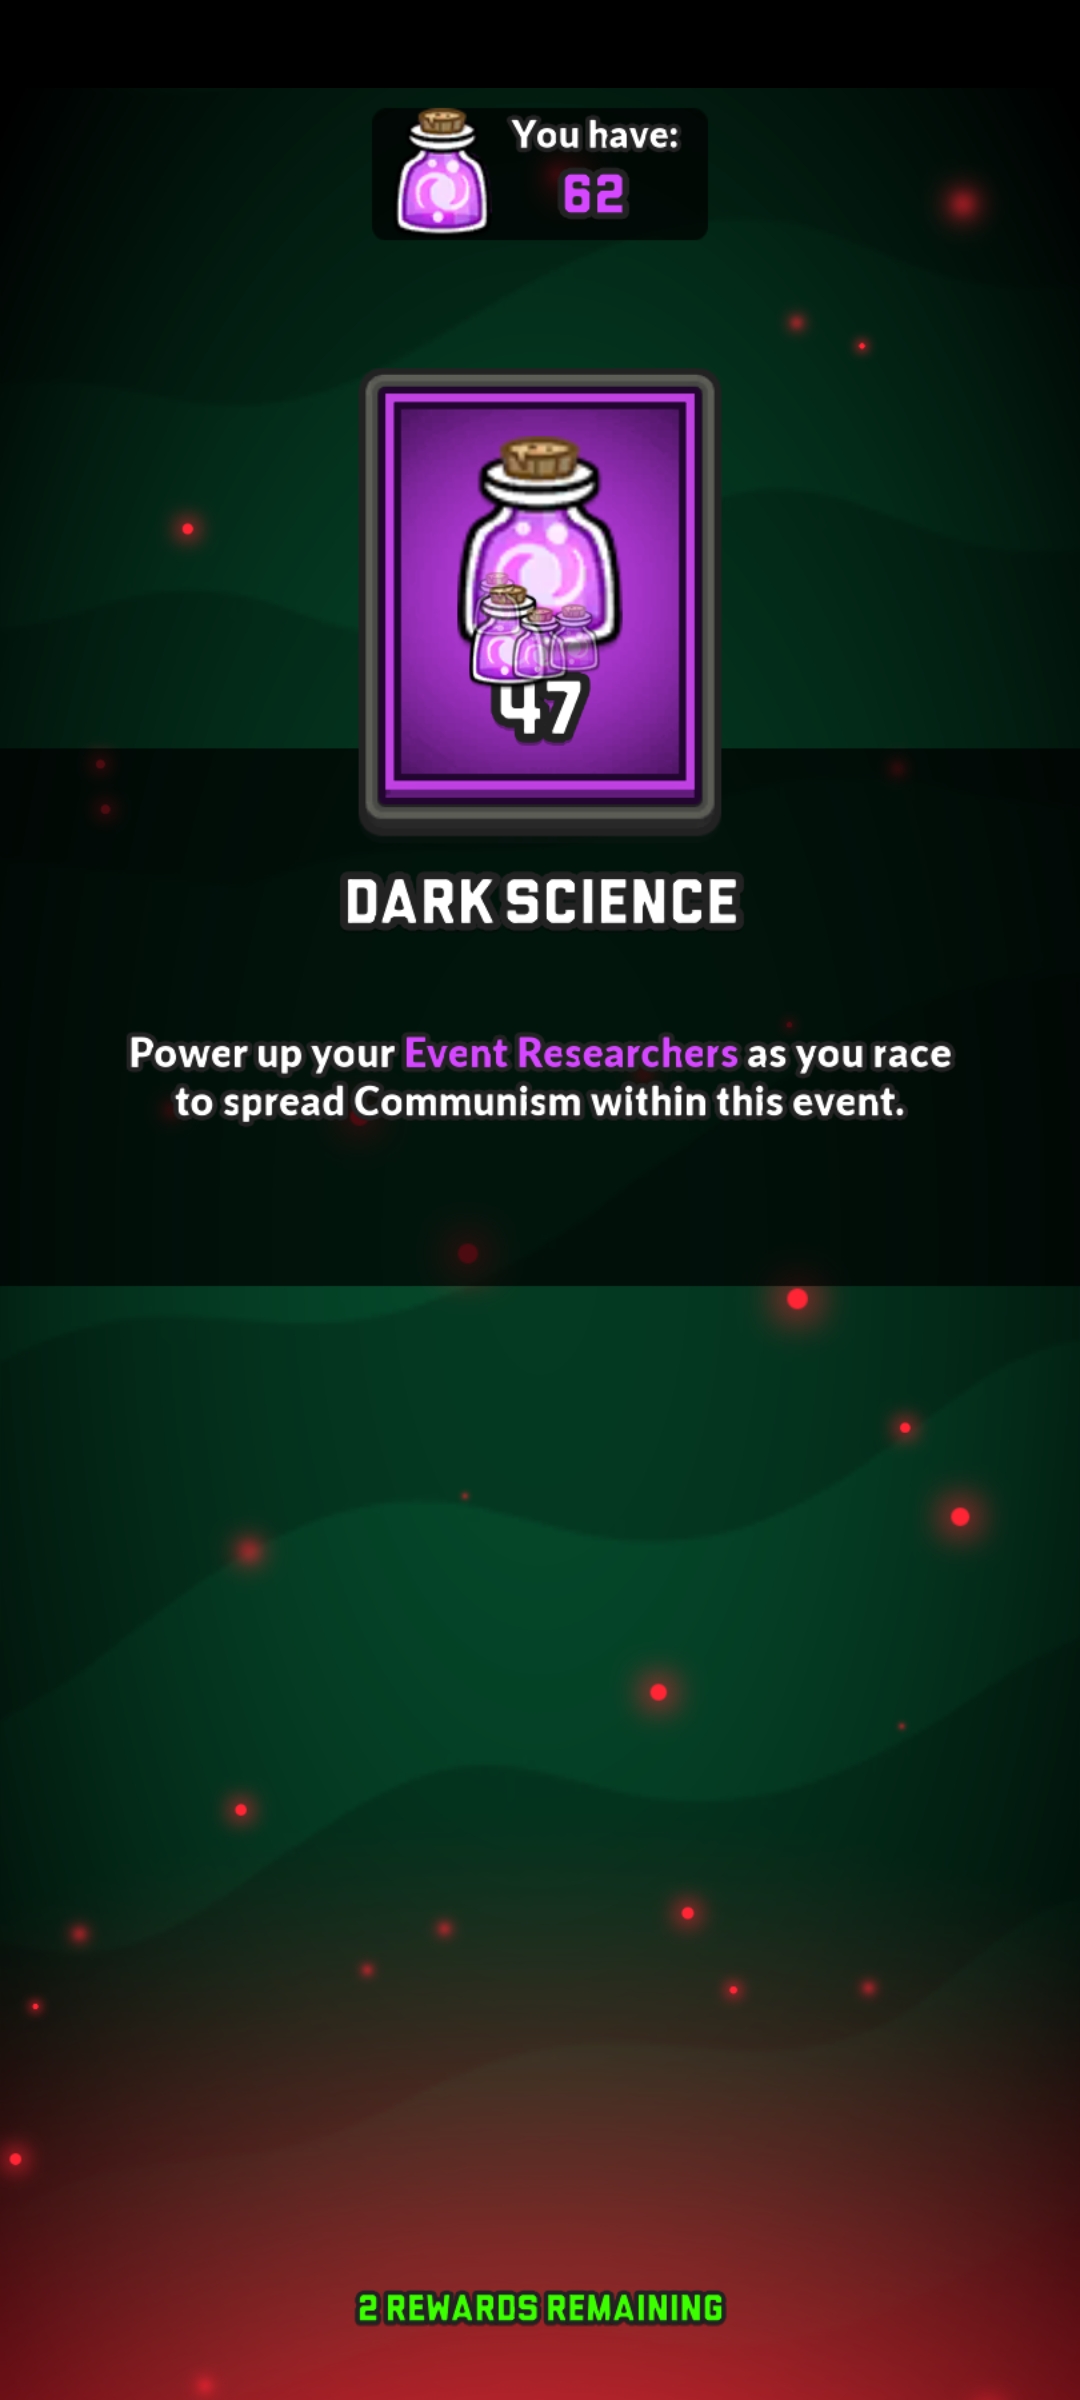 You have:
62
47
DARK SCIENCE
Power up your Event Researchers as you race
to spread Communism within this event.
2 REWARDS REMAINING